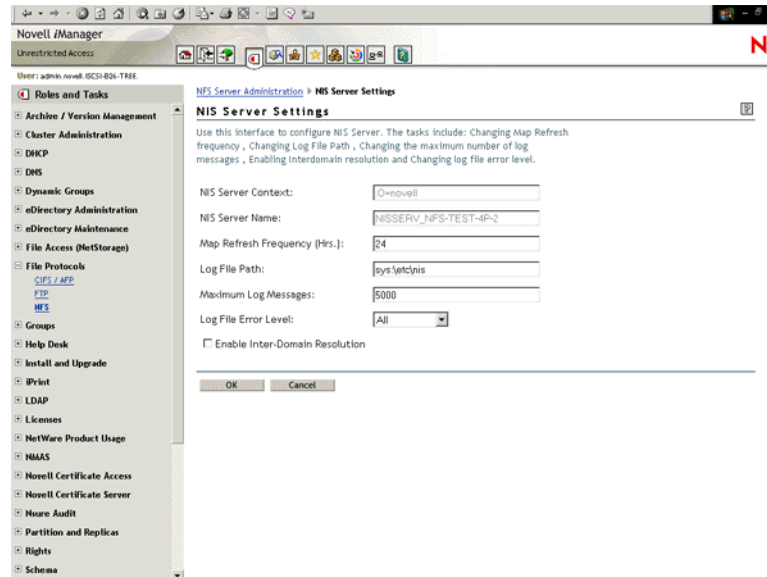 Novell iManager
Unrestricted Access
N
User: admin.novell.ISCSI-B26-TREE.
Roles and Tasks
Archive / Version Management
Cluster Administration
DHCP
DNS
Dynamic Groups
eDirectory Administration
eDirectory Maintenance
File Access (NetStorage)
File Protocols
CIFS / AFP
FTP
NFS
Groups
Help Desk
Install and Upgrade
iPrint
LDAP
Licenses
NetWare Product Usage
NMAS
Novell Certificate Access
Novell Certificate Server
Nsure Audit
Partition and Replicas
Rights
Schema
NFS Server Administration NIS Server Settings
NIS Server Settings
Use this interface to configure NIS Server. The tasks include: Changing Map Refresh
frequency , Changing Log File Path , Changing the maximum number of log
messages , Enabling Interdomain resolution and Changing log file error level.
NIS Server Context: O=novell
NIS Server Name: NISSERV_NFS-TEST-4P-2
Map Refresh Frequency (Hrs.): 24
Log File Path: sys:\etc\nis
Maximum Log Messages: 5000
Log File Error Level: All
Enable Inter-Domain Resolution
OK Cancel